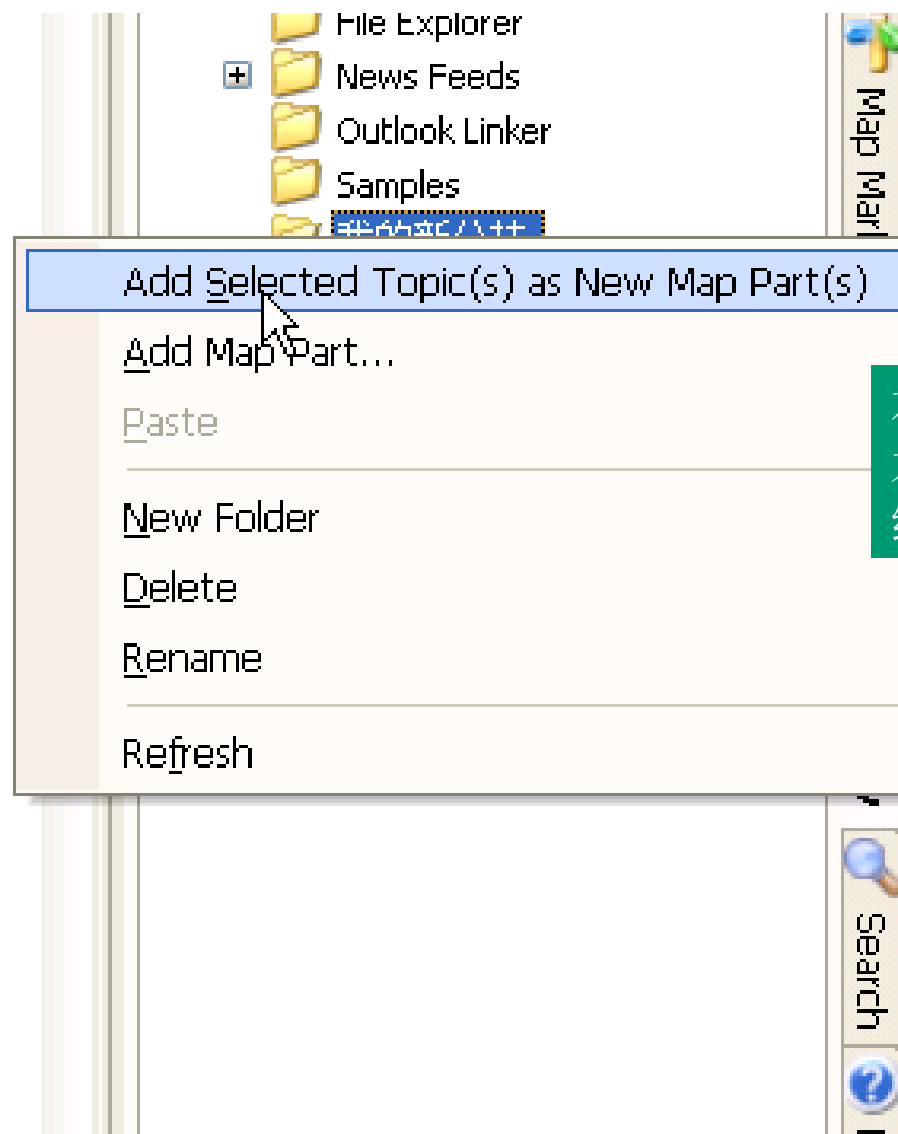 File Explorer
News Feeds
Outlook Linker
Samples
Map Mar
Add Selected Topic(s) as New Map Part(s)
Add Map Part...
Paste
New Folder
Delete
Rename
Refresh
Search